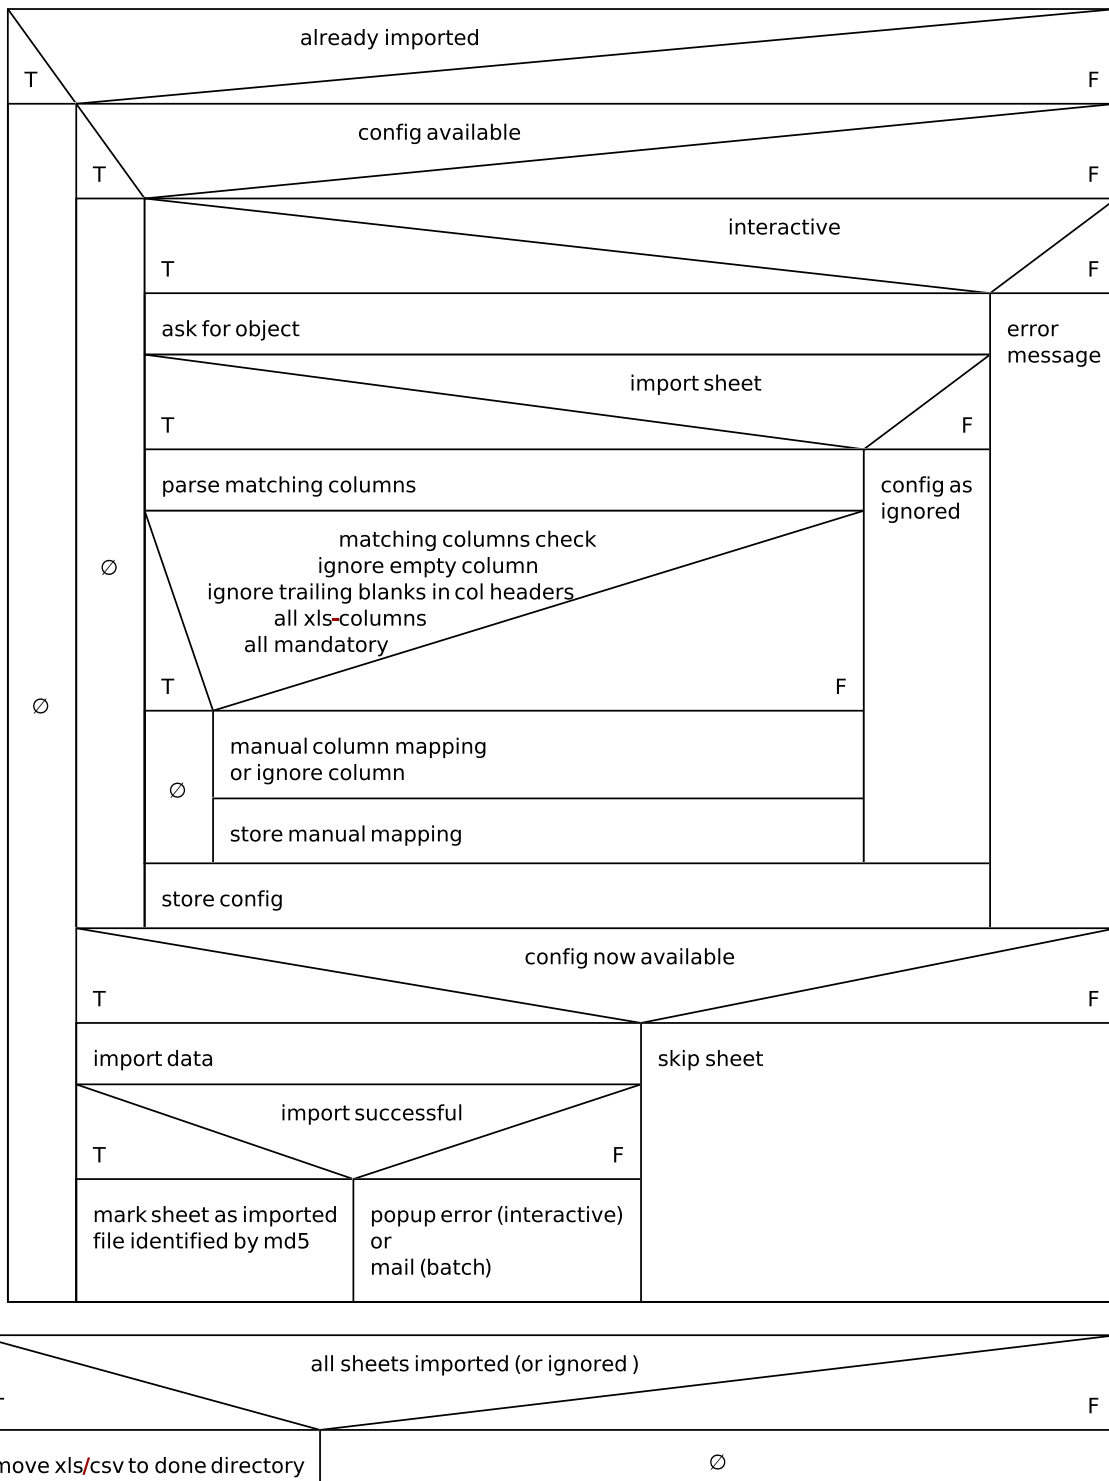 already imported
T
F
config available
T
F
interactive
T
F
ask for object
error
message
import sheet
T
F
parse matching columns
config as
ignored
matching columns check
ignore empty column
ignore trailing blanks in col headers
all xls-columns
all mandatory
T
F
∅
∅
∅
manual column mapping
or ignore column
store manual mapping
store config
config now available
T
F
import data
skip sheet
import successful
T
F
mark sheet as imported
file identified by md5
popup error (interactive)
or
mail (batch)
all sheets imported (or ignored )
F
move xls/csv to done directory
∅